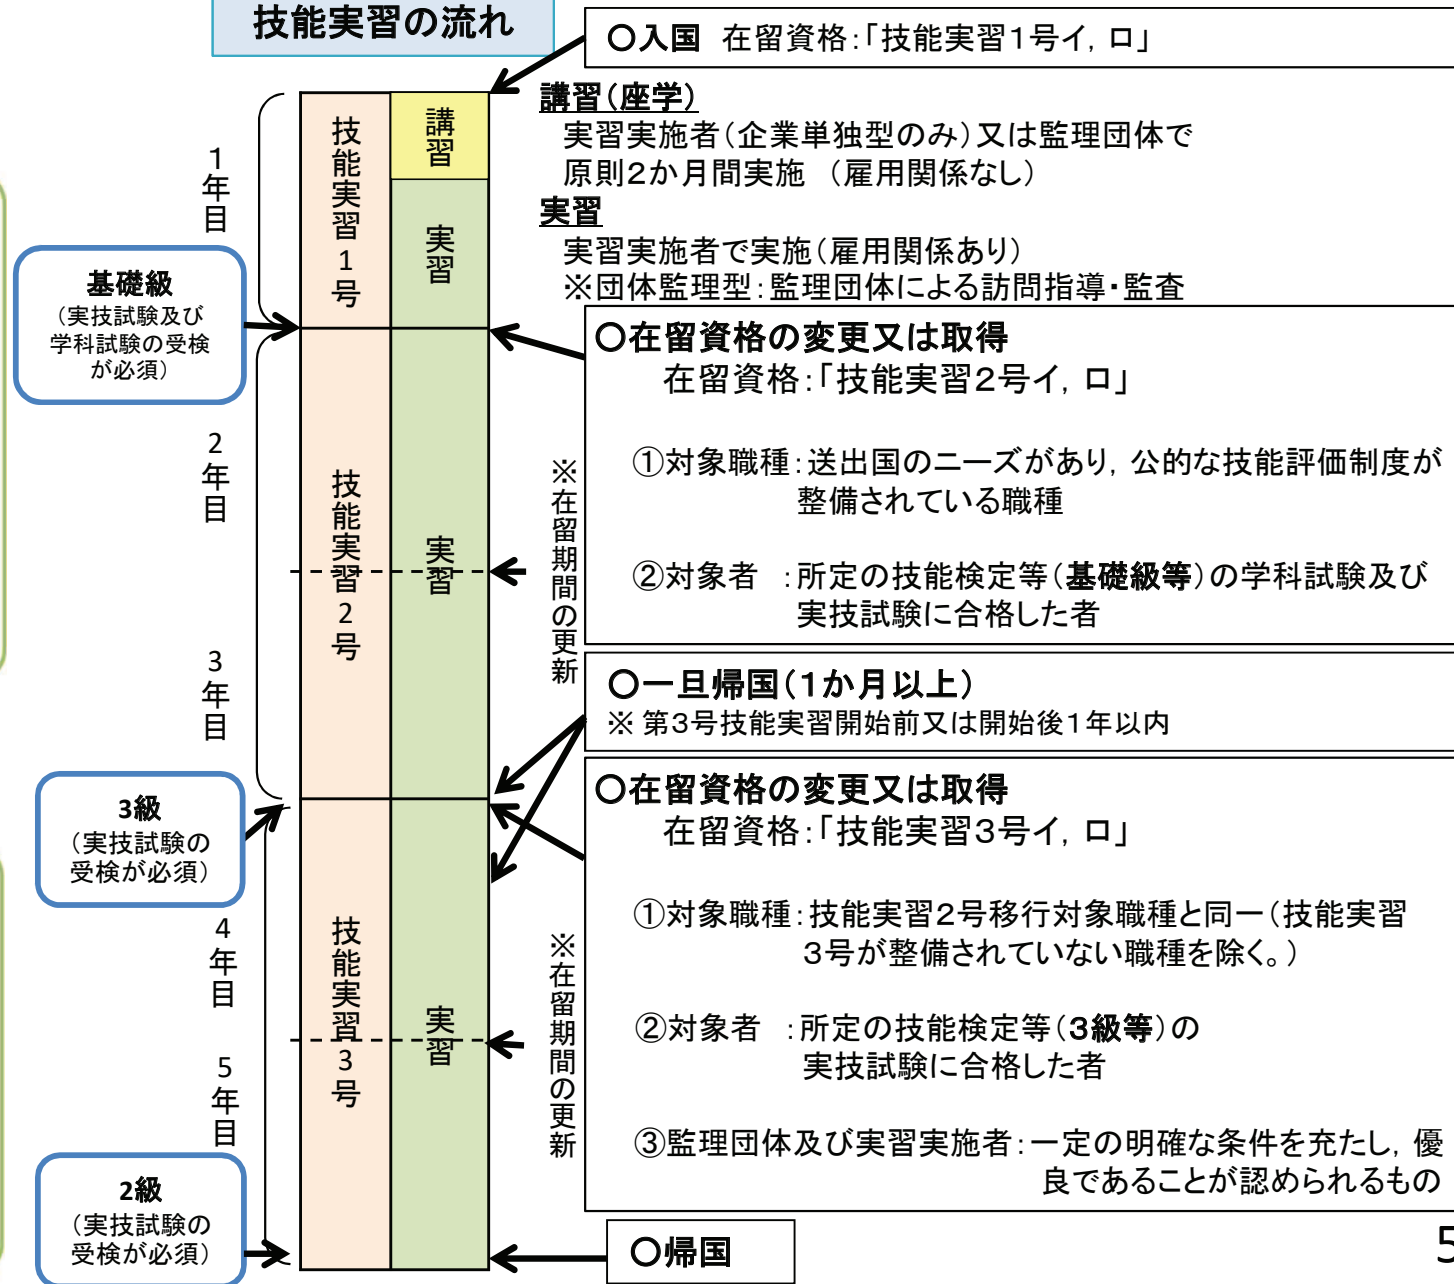 技能実習の流れ
○入国 在留資格：「技能実習１号イ，ロ」
講習（座学）
実習実施者（企業単独型のみ）又は監理団体で
原則２か月間実施 （雇用関係なし）
実習
実習実施者で実施（雇用関係あり）
※団体監理型：監理団体による訪問指導・監査
1年目
技能実習1号
講習
実習
基礎級
（実技試験及び
学科試験の受検
が必須）
○在留資格の変更又は取得
在留資格：「技能実習２号イ，ロ」
①対象職種：送出国のニーズがあり，公的な技能評価制度が
整備されている職種
②対象者 ：所定の技能検定等（基礎級等）の学科試験及び
実技試験に合格した者
2年目
3年目
技能実習2号
実習
※在留期間の更新
○一旦帰国（１か月以上）
※ 第３号技能実習開始前又は開始後１年以内
3級
（実技試験の
受検が必須）
○在留資格の変更又は取得
在留資格：「技能実習３号イ，ロ」
①対象職種：技能実習２号移行対象職種と同一（技能実習
３号が整備されていない職種を除く。）
②対象者 ：所定の技能検定等（３級等）の
実技試験に合格した者
③監理団体及び実習実施者：一定の明確な条件を充たし，優
良であることが認められるもの
4年目
5年目
技能実習3号
実習
※在留期間の更新
2級
（実技試験の
受検が必須）
○帰国
5